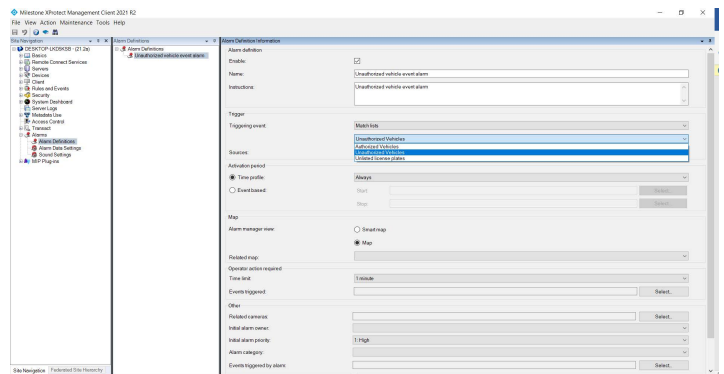 Milestone XProtect Management Client 2021 R2
File View Action Maintenance Tools Help
Site Navigation
DESKTOP-LKD8KSB - (21.2a)
Basics
Remote Connect Services
Servers
Devices
Client
Rules and Events
Security
System Dashboard
Server Logs
Metadata Use
Access Control
Transact
Alarms
Alarm Definitions
Alarm Data Settings
Sound Settings
MIP Plug-ins
Site Navigation Federated Site Hierarchy
Alarm Definitions
Alarm Definitions
Unauthorized vehicle event alarm
Alarm Definition Information
Alarm definition
Enable:
Name: Unauthorized vehicle event alarm
Instructions: Unauthorized vehicle event alarm
Trigger
Triggering event: Match lists
Unauthorized Vehicles
Authorized Vehicles
Unauthorized Vehicles
Sources: Unlisted license plates
Activation period
Time profile: Always
Event based: Start: Select...
Stop: Select...
Map
Alarm manager view: Smart map
Map
Related map:
Operator action required
Time limit: 1 minute
Events triggered: Select...
Other
Related cameras: Select...
Initial alarm owner:
Initial alarm priority: 1: High
Alarm category:
Events triggered by alarm: Select...